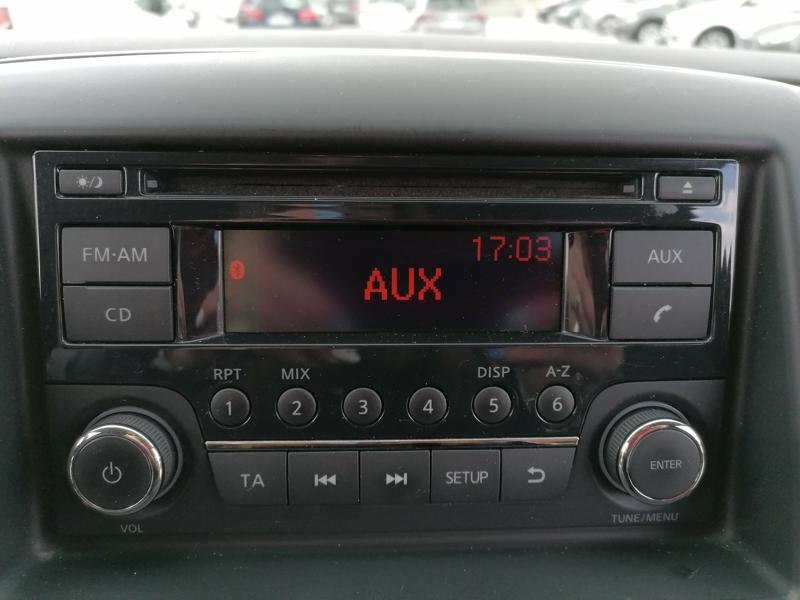 FM·AM
CD
17:03
AUX
AUX
RPT
MIX
DISP
A-Z
1
2
3
4
5
6
TA
SETUP
ENTER
VOL
TUNE/MENU